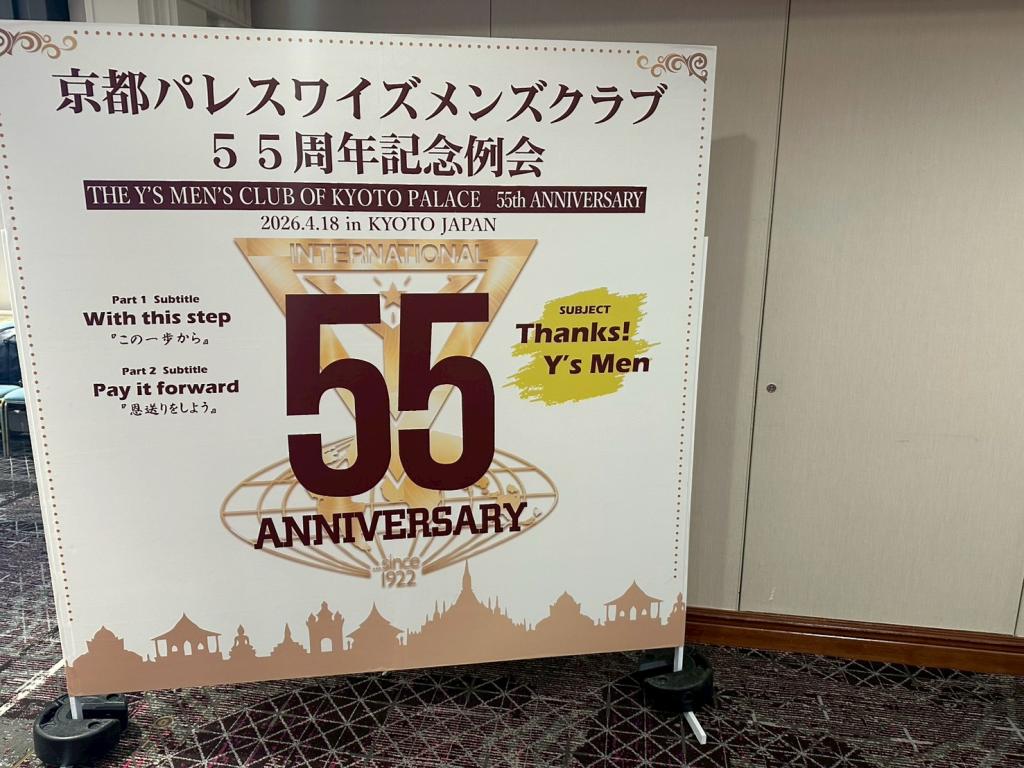 京都パレスワイズメンズクラブ
５５周年記念例会
THE Y'S MEN'S CLUB OF KYOTO PALACE 55th ANNIVERSARY
2026.4.18 in KYOTO JAPAN
INTERNATIONAL
Part 1 Subtitle
With this step
『この一歩から』
Part 2 Subtitle
Pay it forward
『恩送りをしよう』
55
ANNIVERSARY
SUBJECT
Thanks!
Y's Men
since
1922